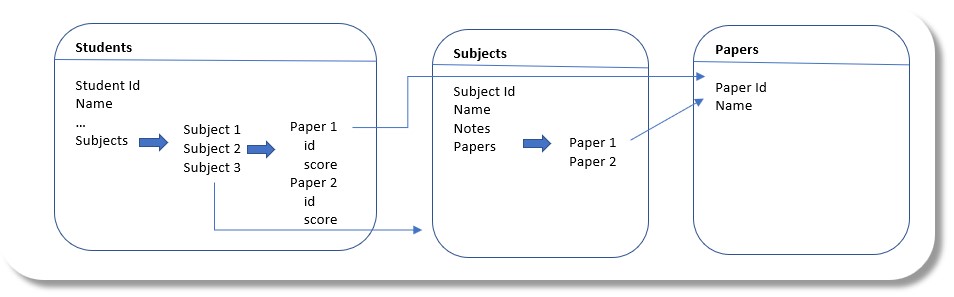 Students
Student Id
Name
...
Subjects
Subject 1
Subject 2
Subject 3
Paper 1
id
score
Paper 2
id
score
Subjects
Subject Id
Name
Notes
Papers
Paper 1
Paper 2
Papers
Paper Id
Name